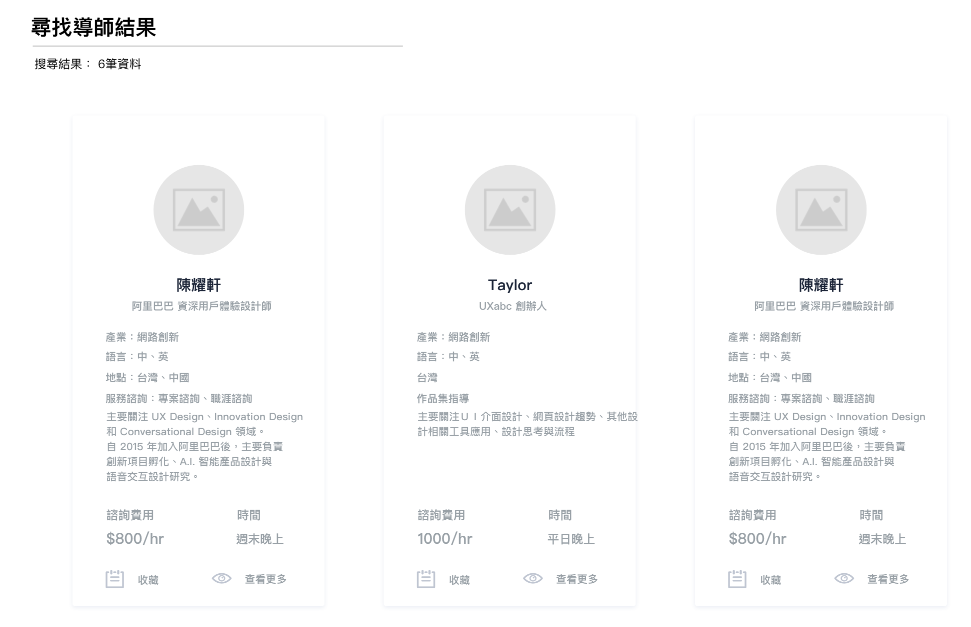 尋找導師結果
搜尋結果： 6筆資料
陳耀軒
阿里巴巴 資深用戶體驗設計師
產業：網路創新
語言：中、英
地點：台灣、中國
服務諮詢：專案諮詢、職涯諮詢
主要關注 UX Design、Innovation Design
和 Conversational Design 領域。
自 2015 年加入阿里巴巴後，主要負責
創新項目孵化、A.I. 智能產品設計與
語音交互設計研究。
諮詢費用 時間
$800/hr 週末晚上
收藏 查看更多
Taylor
UXabc 創辦人
產業：網路創新
語言：中、英
台灣
作品集指導
主要關注ＵＩ介面設計、網頁設計趨勢、其他設
計相關工具應用、設計思考與流程
諮詢費用 時間
1000/hr 平日晚上
收藏 查看更多
陳耀軒
阿里巴巴 資深用戶體驗設計師
產業：網路創新
語言：中、英
地點：台灣、中國
服務諮詢：專案諮詢、職涯諮詢
主要關注 UX Design、Innovation Design
和 Conversational Design 領域。
自 2015 年加入阿里巴巴後，主要負責
創新項目孵化、A.I. 智能產品設計與
語音交互設計研究。
諮詢費用 時間
$800/hr 週末晚上
收藏 查看更多